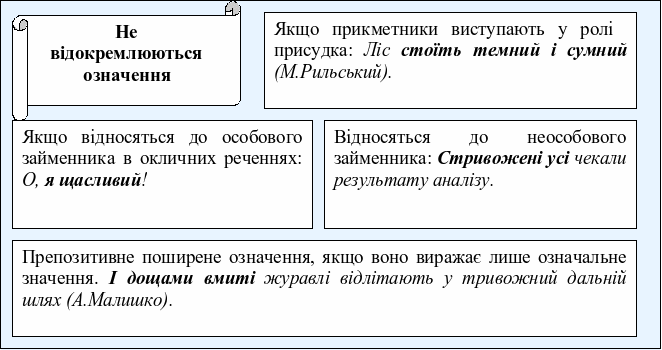 Не
відокремлюються
означення
Якщо прикметники виступають у ролі
присудка: Ліс стоїть темний і сумний
(М.Рильський).
Якщо відносяться до особового
займенника в окличних реченнях:
О, я щасливий!
Відносяться до неособового
займенника: Стривожені усі чекали
результату аналізу.
Препозитивне поширене означення, якщо воно виражає лише означальне
значення. І дощами вмиті журавлі відлітають у тривожний дальній
шлях (А.Малишко).